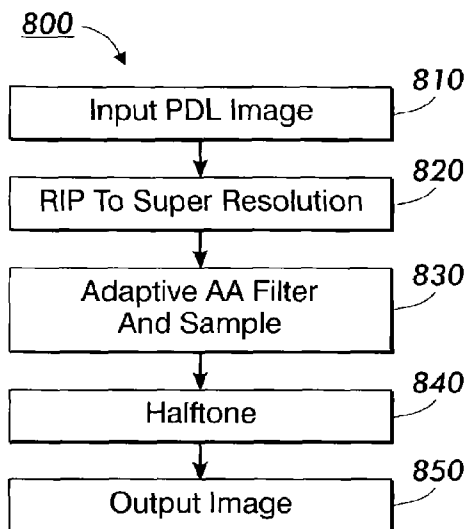 800
810
Input PDL Image
820
RIP To Super Resolution
830
Adaptive AA Filter
And Sample
840
Halftone
850
Output Image